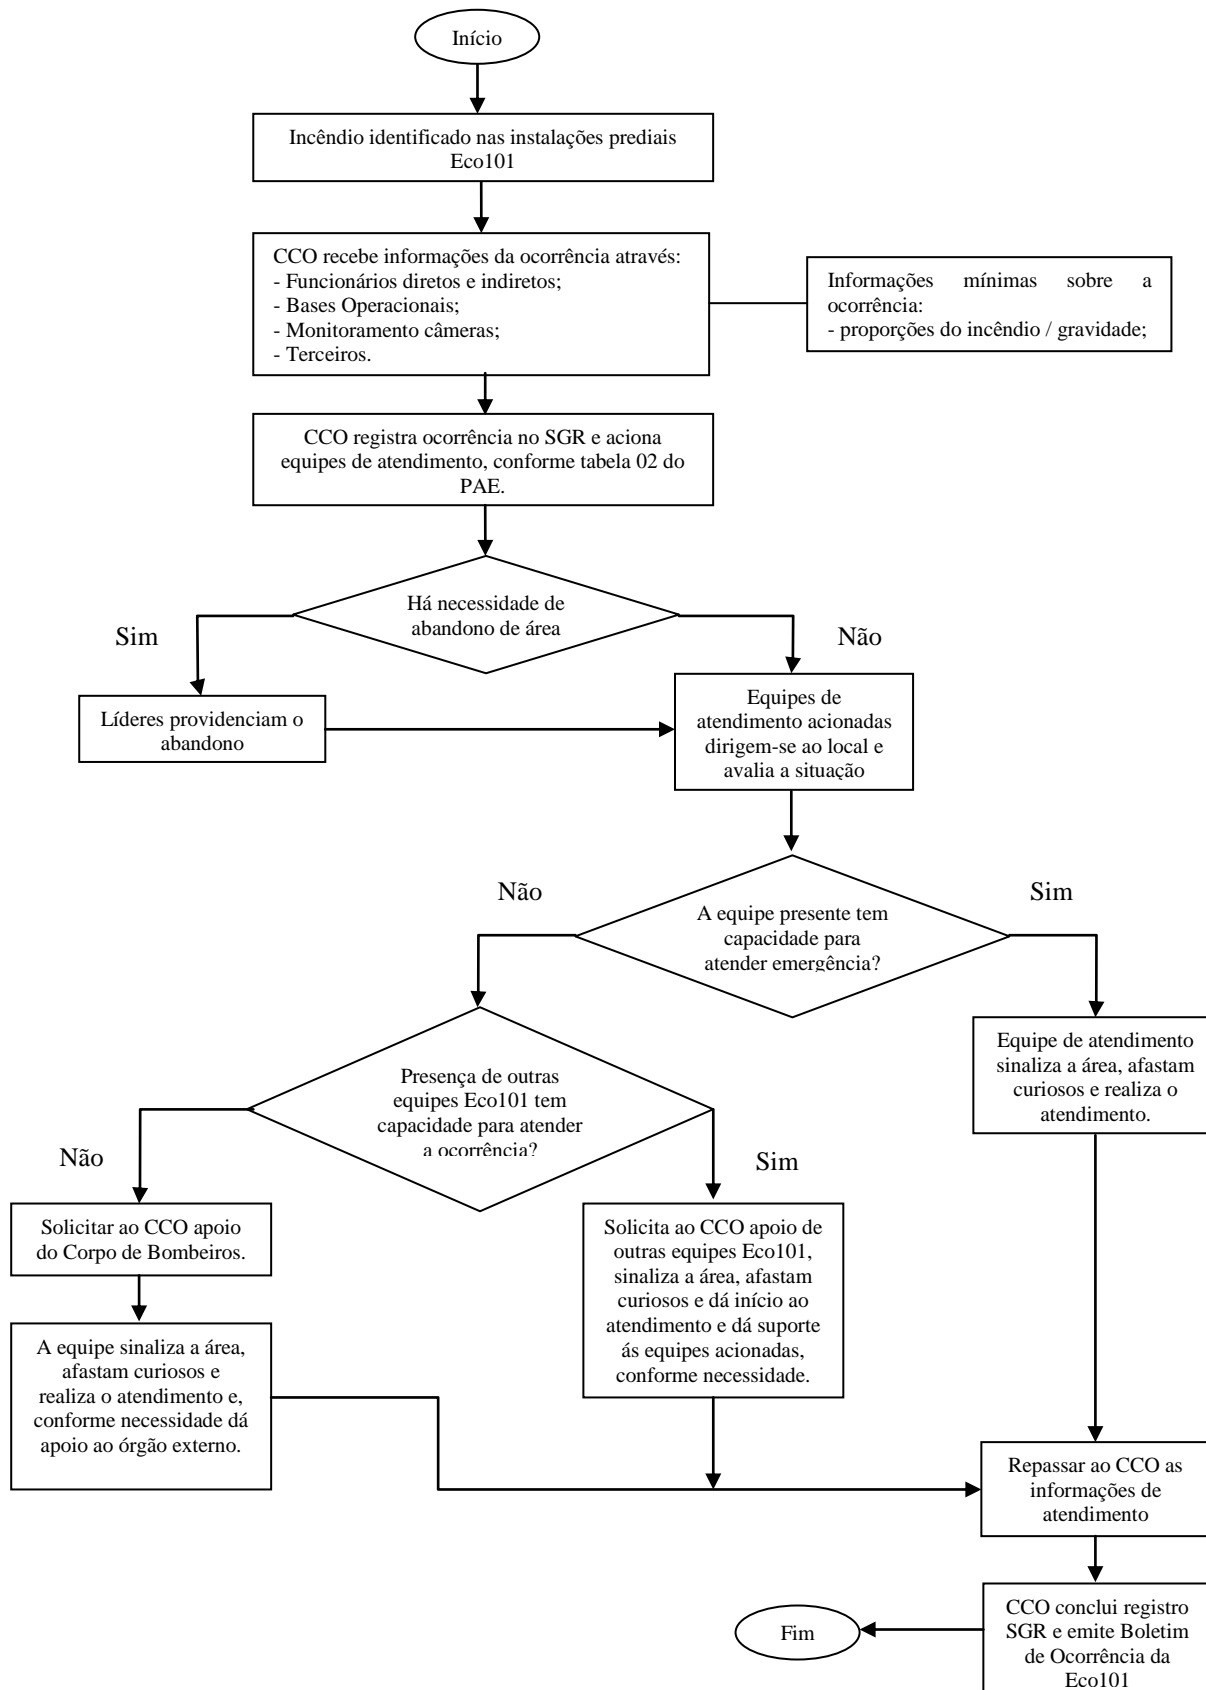 Início
Incêndio identificado nas instalações prediais
Eco101
CCO recebe informações da ocorrência através:
- Funcionários diretos e indiretos;
- Bases Operacionais;
- Monitoramento câmeras;
- Terceiros.
Informações mínimas sobre a
ocorrência:
- proporções do incêndio / gravidade;
CCO registra ocorrência no SGR e aciona
equipes de atendimento, conforme tabela 02 do
PAE.
Há necessidade de
abandono de área
Sim
Não
Líderes providenciam o
abandono
Equipes de
atendimento acionadas
dirigem-se ao local e
avalia a situação
Não
Sim
A equipe presente tem
capacidade para
atender emergência?
Equipe de atendimento
sinaliza a área, afastam
curiosos e realiza o
atendimento.
Presença de outras
equipes Eco101 tem
capacidade para atender
a ocorrência?
Não
Sim
Solicitar ao CCO apoio
do Corpo de Bombeiros.
Solicita ao CCO apoio de
outras equipes Eco101,
sinaliza a área, afastam
curiosos e dá início ao
atendimento e dá suporte
ás equipes acionadas,
conforme necessidade.
A equipe sinaliza a área,
afastam curiosos e
realiza o atendimento e,
conforme necessidade dá
apoio ao órgão externo.
Repassar ao CCO as
informações de
atendimento
CCO conclui registro
SGR e emite Boletim
de Ocorrência da
Eco101
Fim